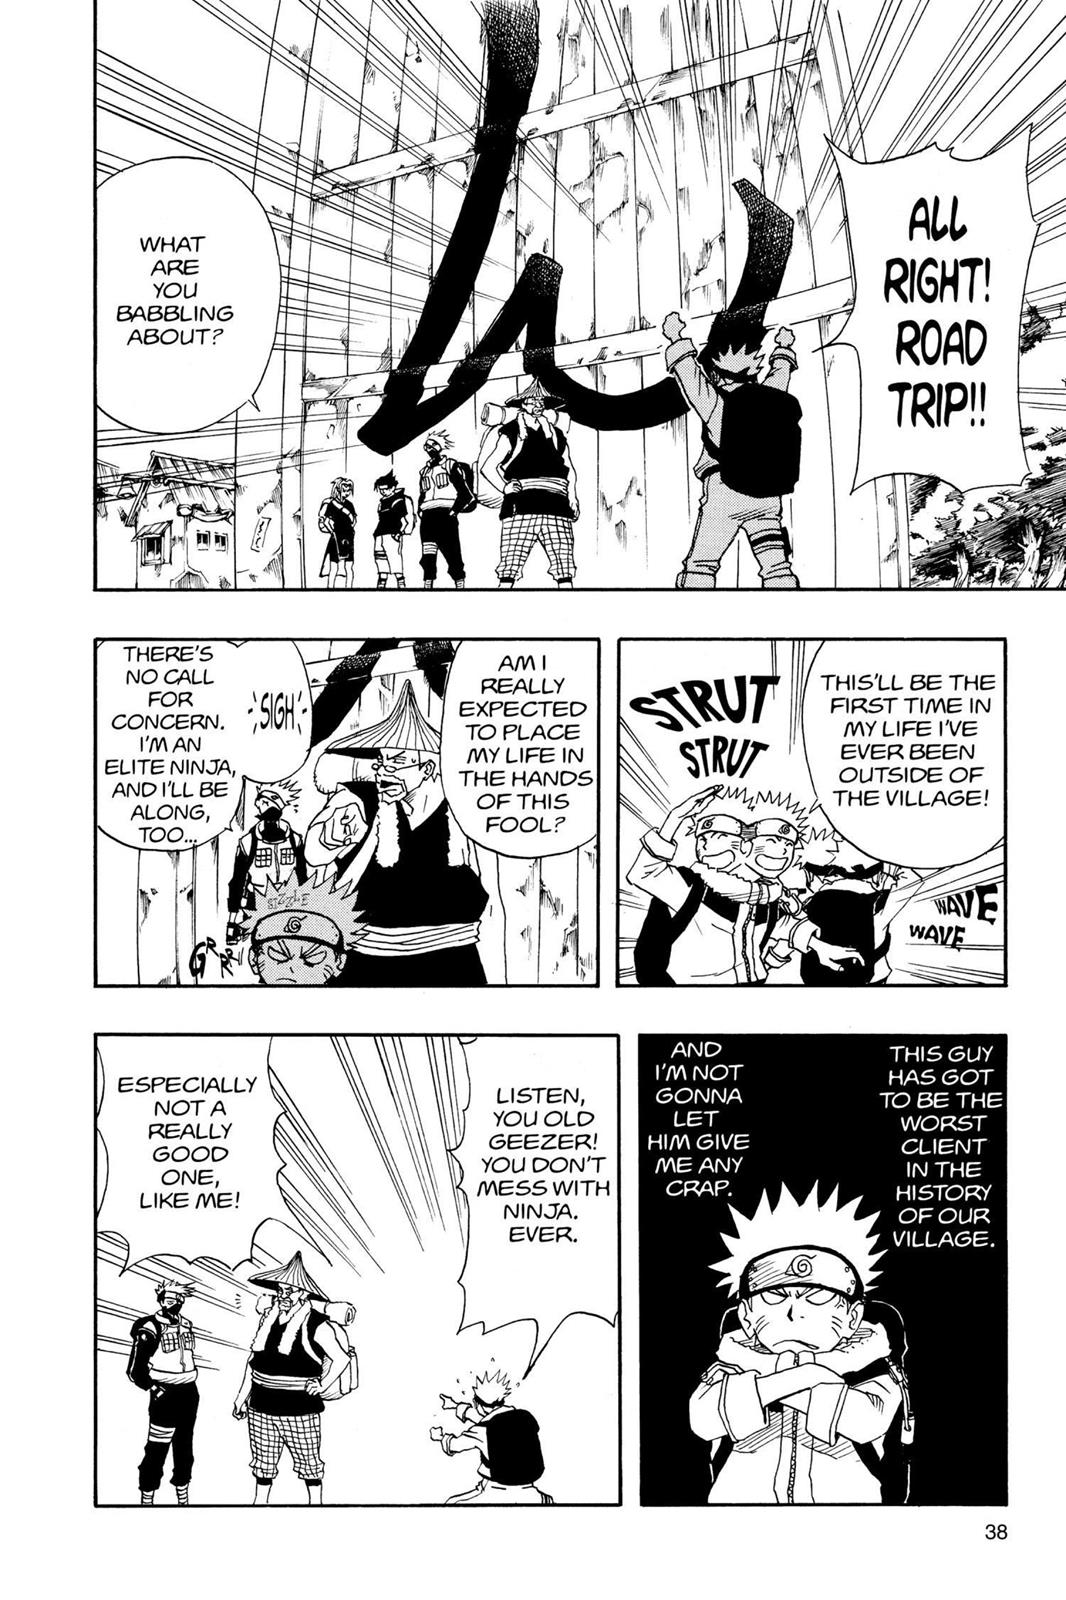 ALL
RIGHT!
ROAD
TRIP!!
WHAT
ARE
YOU
BABBLING
ABOUT?
THIS'LL BE THE
FIRST TIME IN
MY LIFE I'VE
EVER BEEN
OUTSIDE OF
THE VILLAGE!
STRUT
STRUT
WAVE
WAVE
AM I
REALLY
EXPECTED
TO PLACE
MY LIFE IN
THE HANDS
OF THIS
FOOL?
SIGH
THERE'S
NO CALL
FOR
CONCERN.
I'M AN
ELITE NINJA,
AND I'LL BE
ALONG,
TOO...
SIZZLE
GRRRR
THIS GUY
HAS GOT
TO BE THE
WORST
CLIENT
IN THE
HISTORY
OF OUR
VILLAGE.
AND
I'M NOT
GONNA
LET
HIM GIVE
ME ANY
CRAP.
LISTEN,
YOU OLD
GEEZER!
YOU DON'T
MESS WITH
NINJA.
EVER.
ESPECIALLY
NOT A
REALLY
GOOD
ONE,
LIKE ME!
38